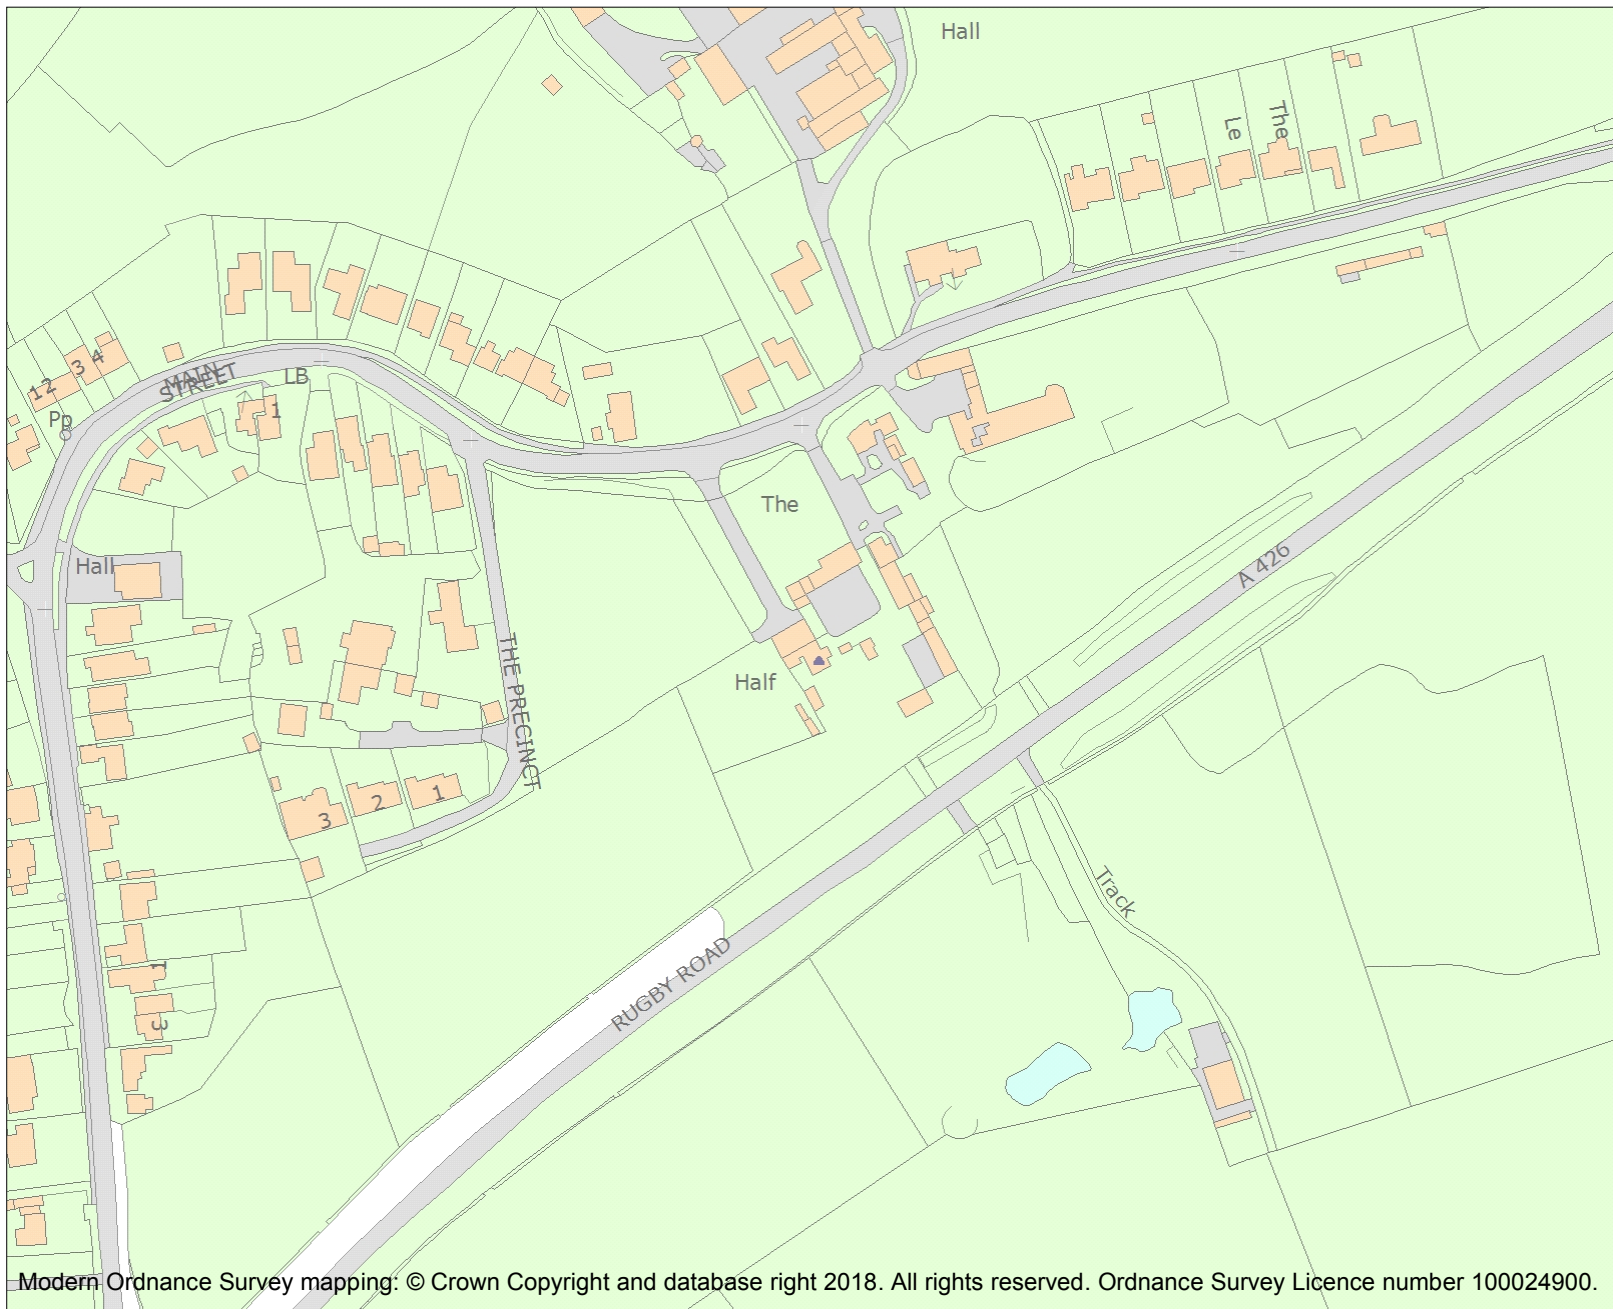 Hall
The
Le
1 2 3 4
MAIN
STREET
LB
1
Pp
The
Hall
A 426
THE PRECINCT
Half
1
2
3
Track
RUGBY ROAD
1
3
Modern Ordnance Survey mapping: © Crown Copyright and database right 2018. All rights reserved. Ordnance Survey Licence number 100024900.